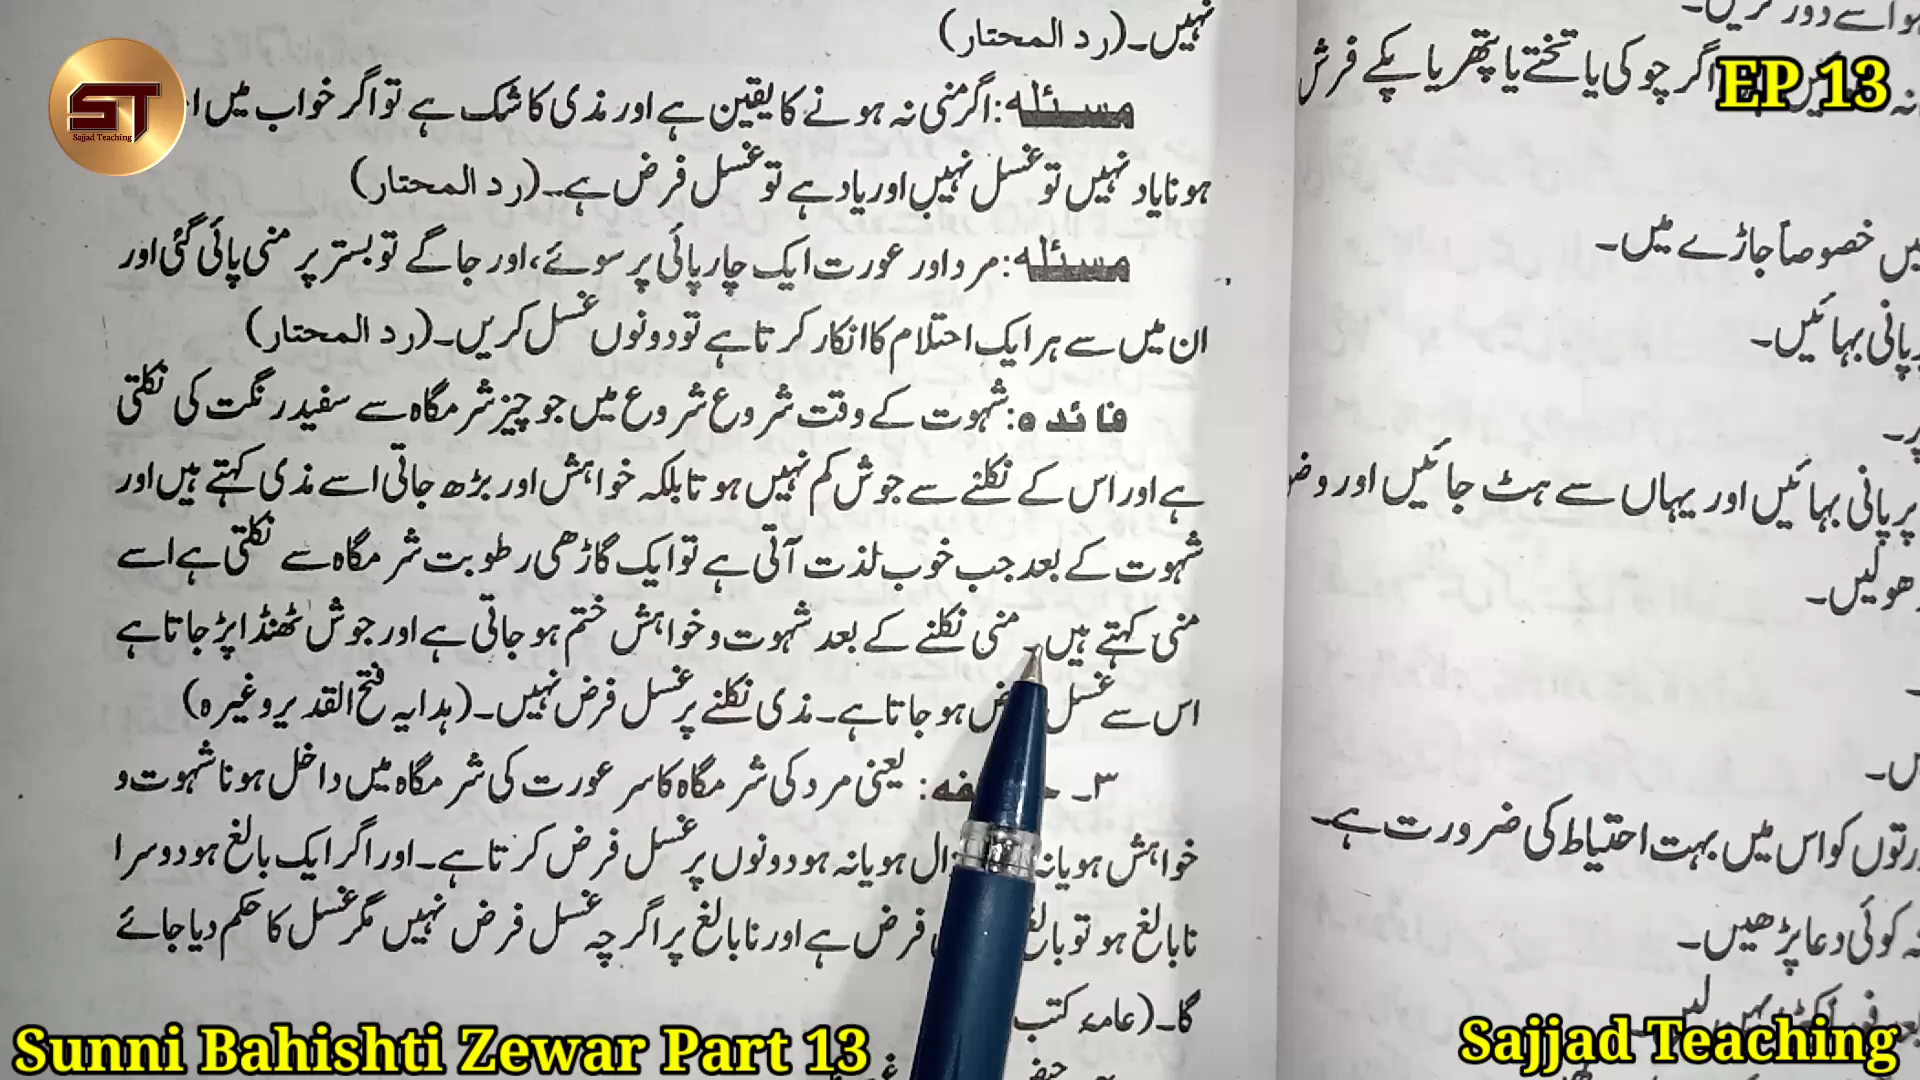 نہیں۔(رد المحتار)
مسئلہ:اگر منی نہ ہونے کا یقین ہے اور مذی کا شک ہے تو اگر خواب میں
ہونا یاد نہیں تو غسل نہیں اور یاد ہے تو غسل فرض ہے۔(رد المحتار)
مسئلہ:مرد اور عورت ایک چارپائی پر سوئے،اور جاگے تو بستر پر منی پائی گئی اور
ان میں سے ہر ایک احتلام کا انکار کرتا ہے تو دونوں غسل کریں۔(رد المحتار)
فائدہ:شہوت کے وقت شروع شروع میں جو چیز شرمگاہ سے سفید رنگت کی نکلتی
ہے اور اس کے نکلنے سے جوش کم نہیں ہوتا بلکہ خواہش اور بڑھ جاتی اسے مذی کہتے ہیں اور
شہوت کے بعد جب خوب لذت آتی ہے تو ایک گاڑھی رطوبت شرمگاہ سے نکلتی ہے اسے
منی کہتے ہیں۔ منی نکلنے کے بعد شہوت و خواہش ختم ہو جاتی ہے اور جوش ٹھنڈا پڑ جاتا ہے
اس سے غسل ہو جاتا ہے۔مذی نکلنے پر غسل فرض نہیں۔(ہدایہ فتح القدیر وغیرہ)
۳۔ : یعنی مرد کی شرمگاہ کا سر عورت کی شرمگاہ میں داخل ہونا شہوت و
خواہش ہو یا نہ ہو یا نہ ہو دونوں پر غسل فرض کرتا ہے۔اور اگر ایک بالغ ہو دوسرا
نابالغ ہو تو فرض ہے اور نابالغ پر اگرچہ غسل فرض نہیں مگر غسل کا حکم دیا جائے
گا۔(عامہ کتب
اگر چوکی یا تختے یا پتھر یا پکے فرش
خصوصاً جاڑے میں۔
پانی بہائیں۔
پر پانی بہائیں اور یہاں سے ہٹ جائیں اور
کو اس میں بہت احتیاط کی ضرورت ہے۔
کوئی دعا پڑھیں۔
ST
Sajjad Teaching
EP 13
Sunni Bahishti Zewar Part 13
Sajjad Teaching